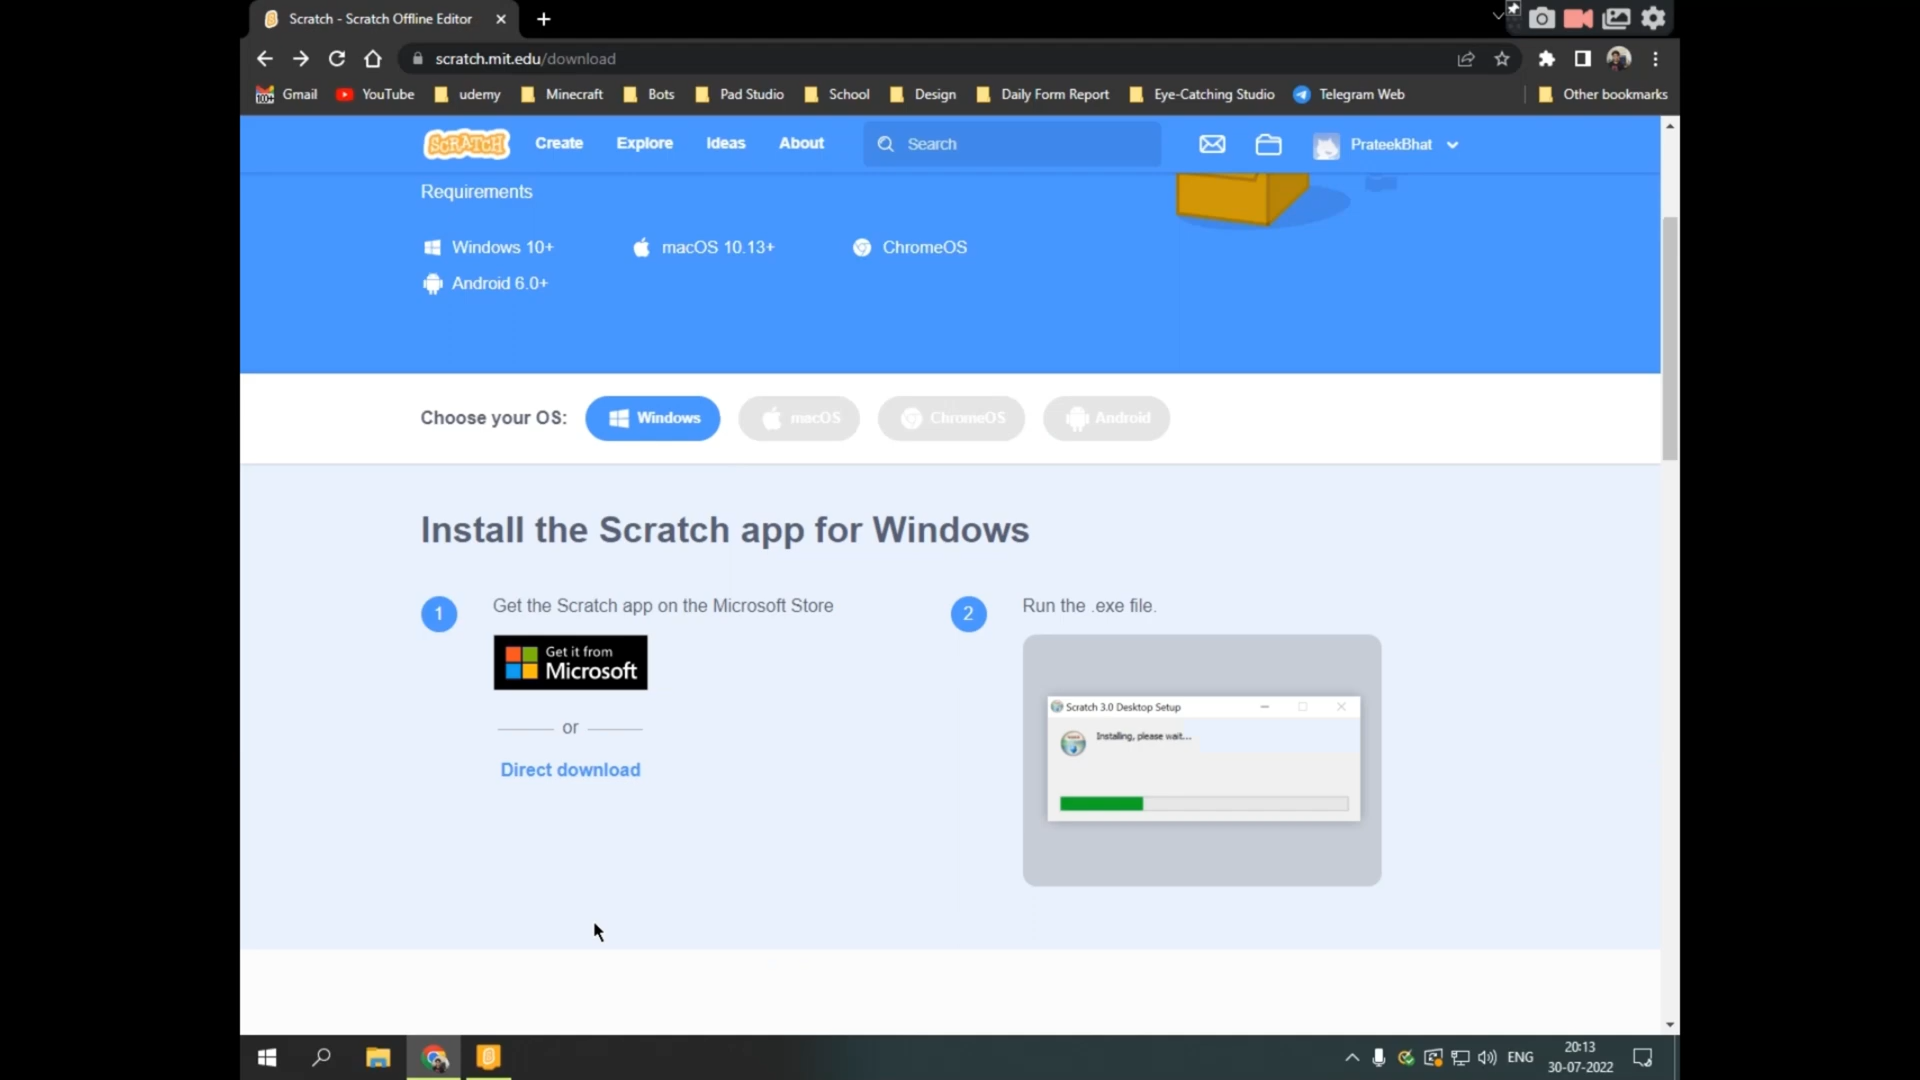 Scratch - Scratch Offline Editor
scratch.mit.edu/download
Gmail YouTube udemy Minecraft Bots Pad Studio School Design Daily Form Report Eye-Catching Studio Telegram Web Other bookmarks
SCRATCH Create Explore Ideas About Search PrateekBhat
Requirements
Windows 10+ macOS 10.13+ ChromeOS
Android 6.0+
Choose your OS: Windows macOS ChromeOS Android
Install the Scratch app for Windows
1 Get the Scratch app on the Microsoft Store
Get it from
Microsoft
or
Direct download
2 Run the .exe file.
Scratch 3.0 Desktop Setup
Installing, please wait...
ENG
20:13
30-07-2022